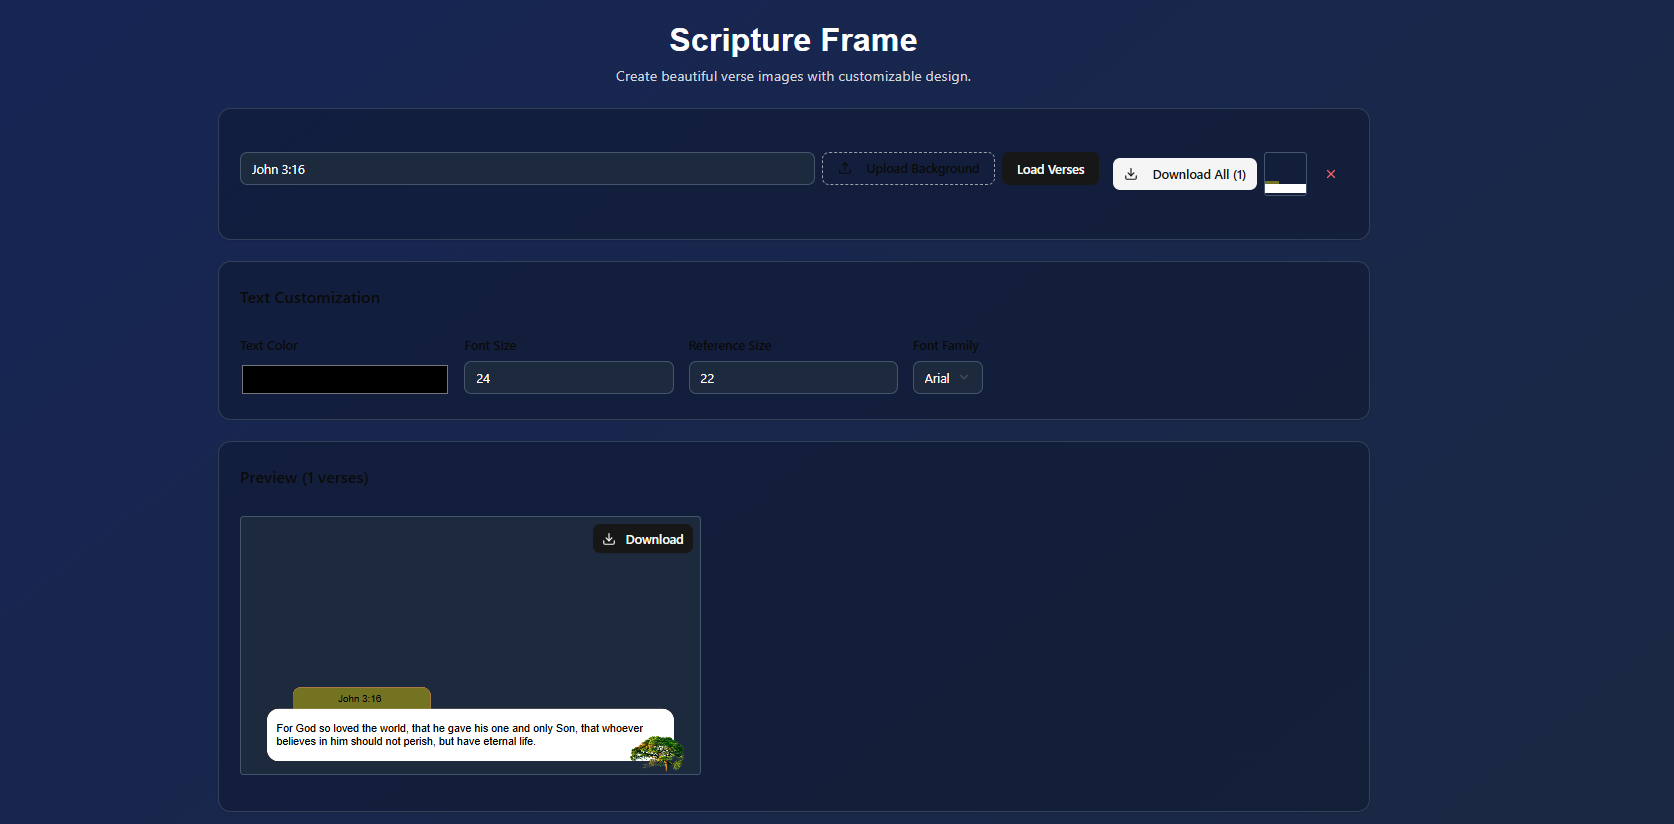 Scripture Frame
Create beautiful verse images with customizable design.
John 3:16
Upload Background
Load Verses
Download All (1)
Text Customization
Text Color
Font Size
Reference Size
Font Family
24
22
Arial
Preview (1 verses)
Download
John 3:16
For God so loved the world, that he gave his one and only Son, that whoever
believes in him should not perish, but have eternal life.